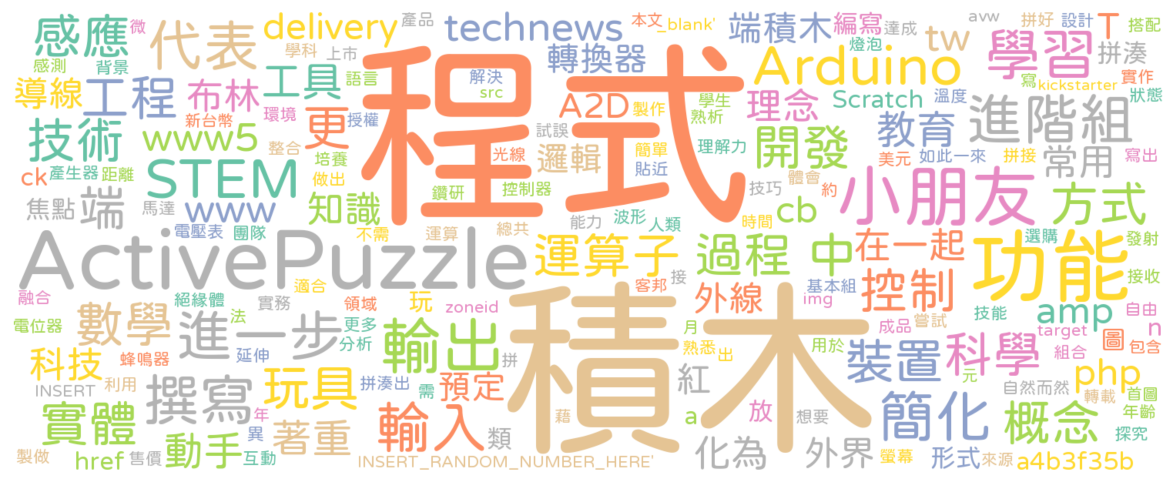 感應
微
代表
delivery
產品
technews
本文
_blank'
端積木
編寫
達成
avw
拼好
設計
T
搭配
燈泡
tw
學習
拼湊
感測
背景
學科
上市
工具
語言
轉換器
解決
src
Arduino
導線
工程
布林
環境
新台幣
授權
更
程式
A2D
製作
學生
熟析
理念
Scratch
溫度
寫
kickstarter
實作
狀態
技術
www5
整合
試誤
光線
邏輯
簡單
貼近
理解力
開發
教育
美元
如此一來
進階組
拼接
常用
寫出
ck
產生器
距離
STEM
培養
做出
鑽研
控制器
技巧
體會
約
小朋友
方式
焦點
端
馬達
www
知識
能力
波形
人類
時間
cb
電壓表
團隊
不需
運算
總共
ActivePuzzle
運算子
過程
中
在一起
功能
選購
發射
接收
融合
絕緣體
實務
適合
領域
玩
zoneid
客邦
接
外線
基本組
img
控制
嘗試
技能
amp
自由
n
電位器
數學
進一步
法
更多
分析
輸出
積木
月
熟悉
出
用於
成品
裝置
科學
target
組合
圖
包含
科技
蜂鳴器
延伸
拼湊出
拼
需
預定
紅
元
自然而然
php
轉載
首圖
年齡
INSERT
利用
撰寫
玩具
輸入
類
藉
a
放
想要
簡化
概念
探究
實體
年
異
著重
化為
外界
螢幕
形式
來源
a4b3f35b
製做
href
售價
動手
互動
INSERT_RANDOM_NUMBER_HERE'